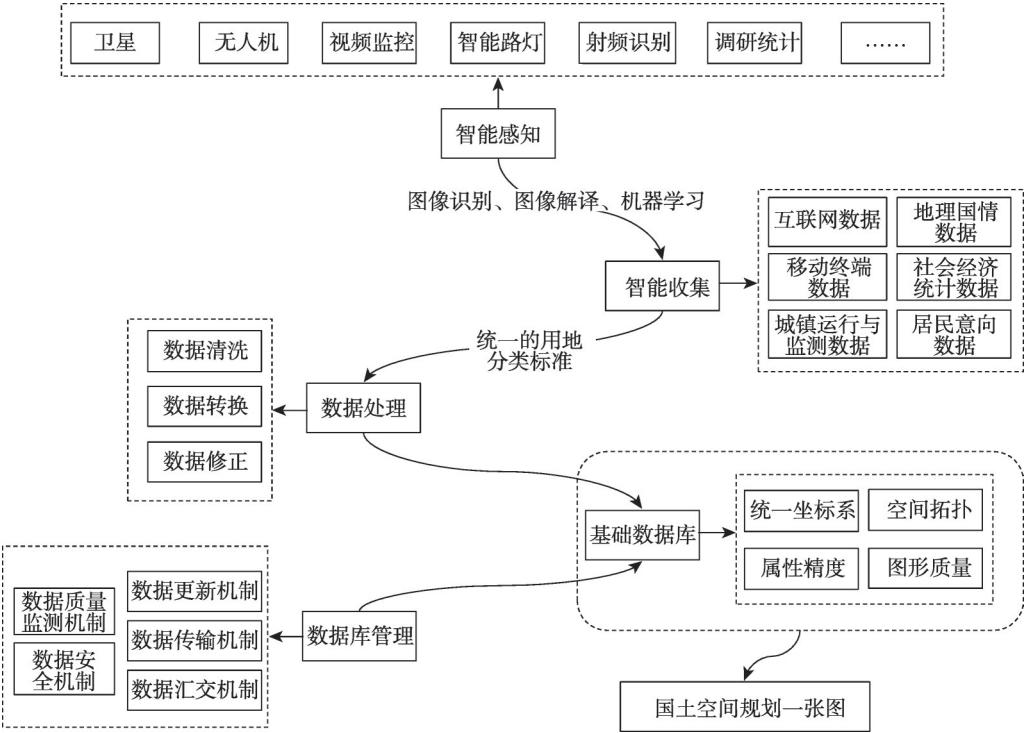 卫星
无人机
视频监控
智能路灯
射频识别
调研统计
……
智能感知
图像识别、图像解译、机器学习
智能收集
互联网数据
地理国情
数据
移动终端
数据
社会经济
统计数据
城镇运行与
监测数据
居民意向
数据
统一的用地
分类标准
数据清洗
数据转换
数据修正
数据处理
基础数据库
统一坐标系
空间拓扑
属性精度
图形质量
数据质量
监测机制
数据安
全机制
数据更新机制
数据传输机制
数据汇交机制
数据库管理
国土空间规划一张图